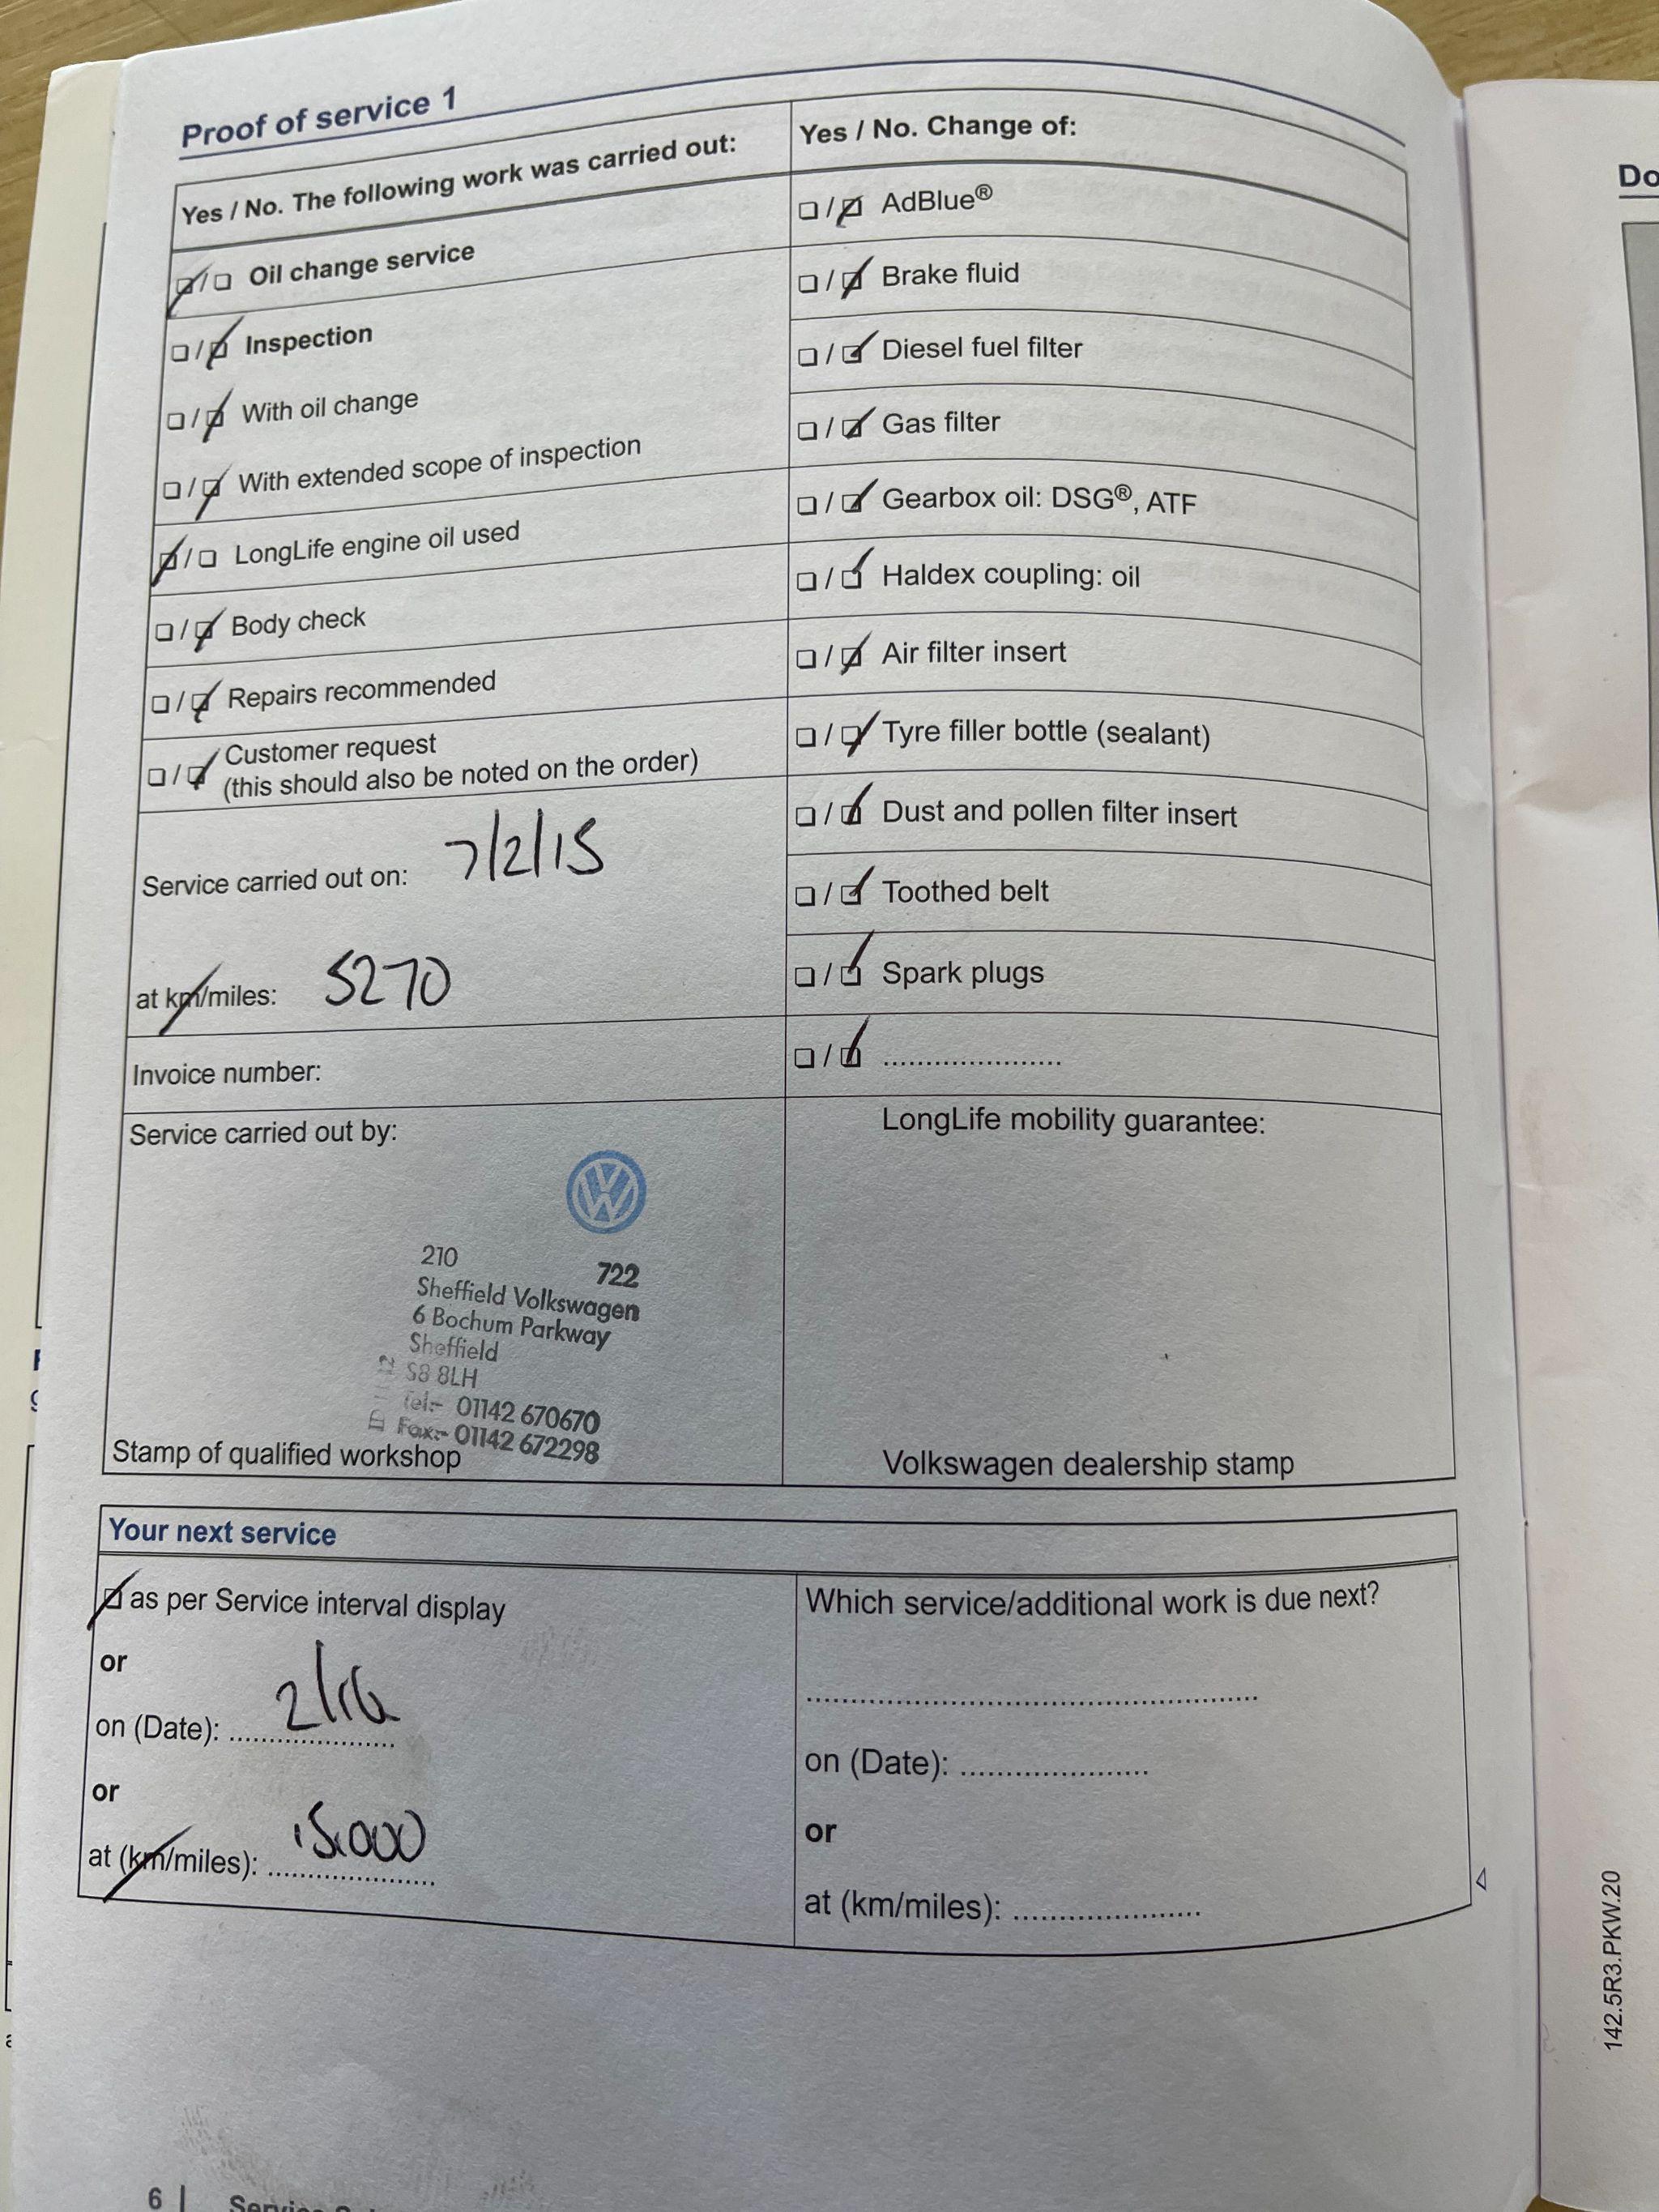 Proof of service 1
Yes / No. The following work was carried out:
❏/❏ Oil change service
❏/❏ Inspection
❏/❏ With oil change
❏/❏ With extended scope of inspection
❏/❏ LongLife engine oil used
❏/❏ Body check
❏/❏ Repairs recommended
❏/❏ Customer request
(this should also be noted on the order)
Service carried out on: 7/2/15
at km/miles: 5270
Invoice number:
Service carried out by:
210 722
Sheffield Volkswagen
6 Bochum Parkway
Sheffield
S8 8LH
Tel:- 01142 670670
Fax:- 01142 672298
Stamp of qualified workshop
Yes / No. Change of:
❏/❏ AdBlue®
❏/❏ Brake fluid
❏/❏ Diesel fuel filter
❏/❏ Gas filter
❏/❏ Gearbox oil: DSG®, ATF
❏/❏ Haldex coupling: oil
❏/❏ Air filter insert
❏/❏ Tyre filler bottle (sealant)
❏/❏ Dust and pollen filter insert
❏/❏ Toothed belt
❏/❏ Spark plugs
❏/❏ ....................
LongLife mobility guarantee:
Volkswagen dealership stamp
Your next service
❏ as per Service interval display
or
on (Date): 2/16
or
at (km/miles): 15.000
Which service/additional work is due next?
..................................................
on (Date): .....................
or
at (km/miles): .....................
6 |
Do
142.5R3.PKW.20